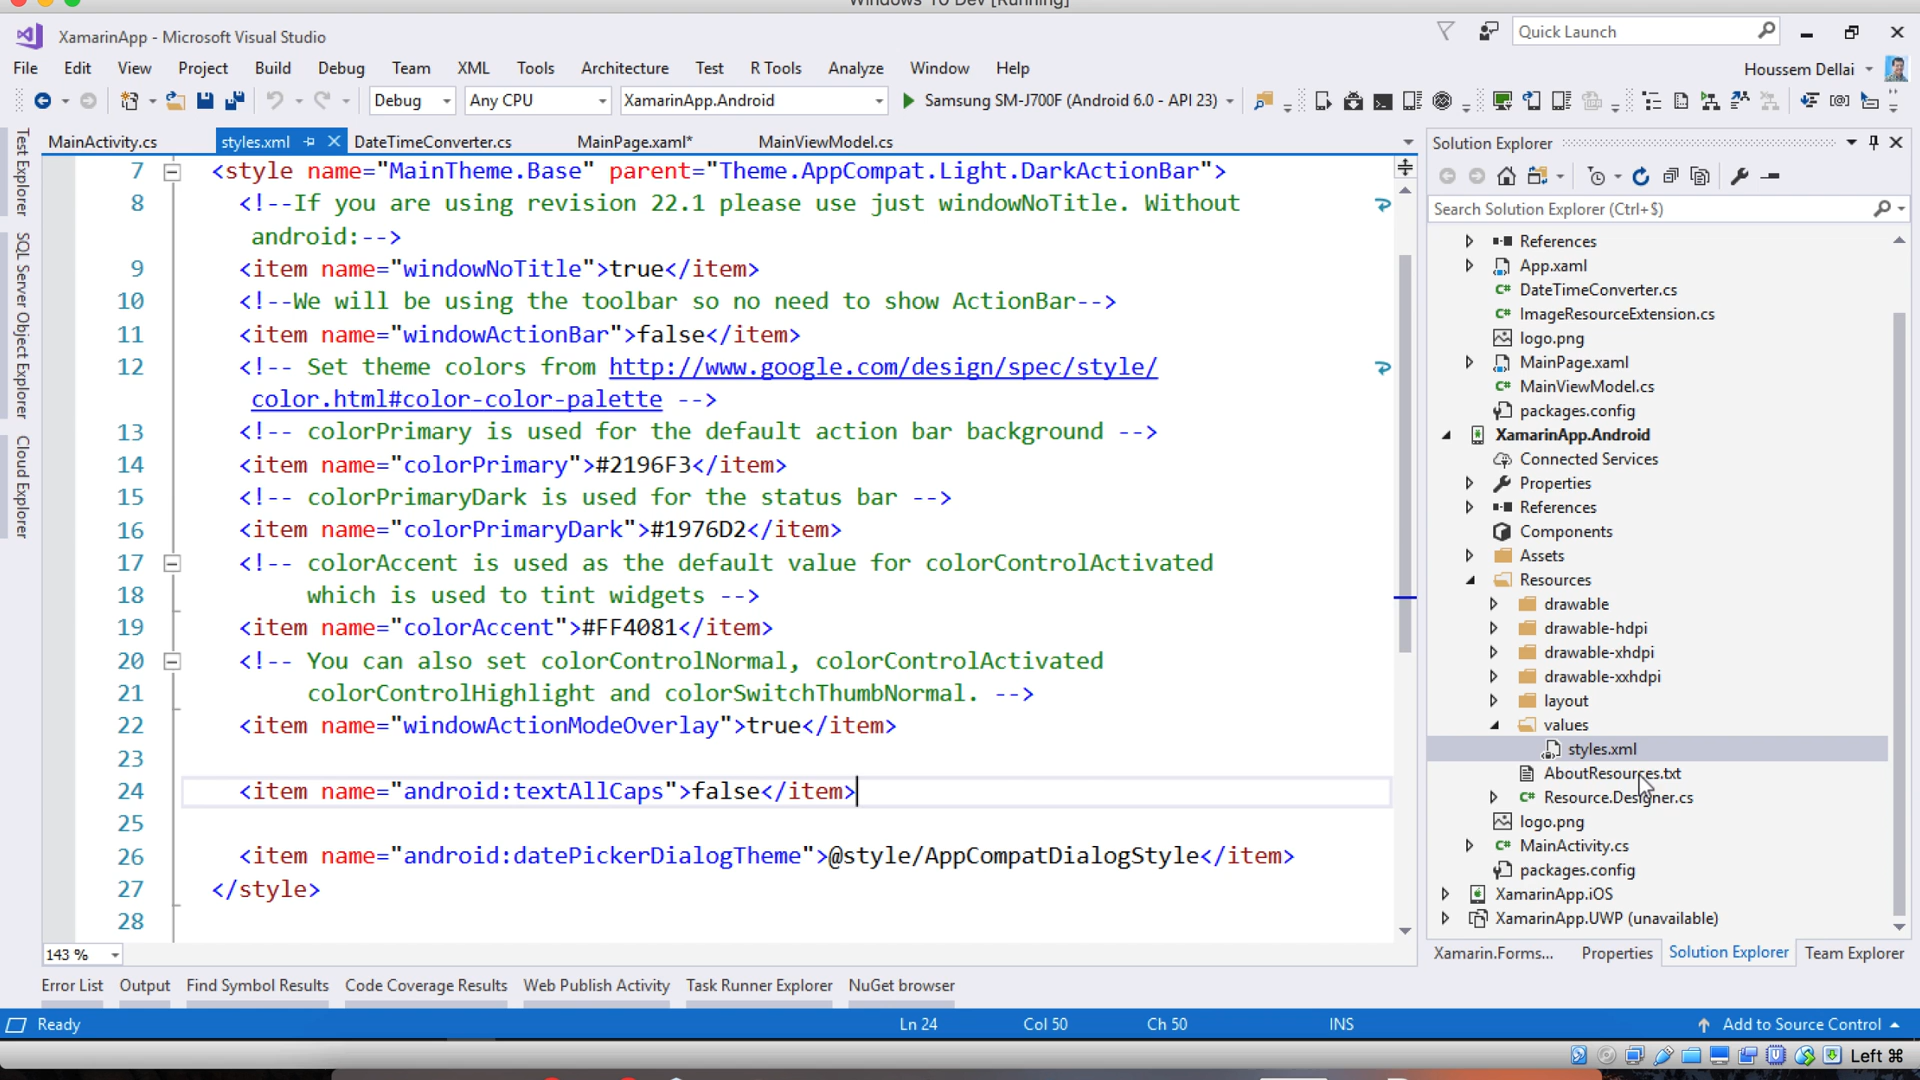 Windows 10 Dev [Running]
XamarinApp - Microsoft Visual Studio
Quick Launch
File Edit View Project Build Debug Team XML Tools Architecture Test R Tools Analyze Window Help
Houssem Dellai
Debug Any CPU XamarinApp.Android Samsung SM-J700F (Android 6.0 - API 23)
MainActivity.cs styles.xml DateTimeConverter.cs MainPage.xaml* MainViewModel.cs
Test Explorer
SQL Server Object Explorer
Cloud Explorer
7 <style name="MainTheme.Base" parent="Theme.AppCompat.Light.DarkActionBar">
8 <!--If you are using revision 22.1 please use just windowNoTitle. Without
android:-->
9 <item name="windowNoTitle">true</item>
10 <!--We will be using the toolbar so no need to show ActionBar-->
11 <item name="windowActionBar">false</item>
12 <!-- Set theme colors from http://www.google.com/design/spec/style/
color.html#color-color-palette -->
13 <!-- colorPrimary is used for the default action bar background -->
14 <item name="colorPrimary">#2196F3</item>
15 <!-- colorPrimaryDark is used for the status bar -->
16 <item name="colorPrimaryDark">#1976D2</item>
17 <!-- colorAccent is used as the default value for colorControlActivated
18 which is used to tint widgets -->
19 <item name="colorAccent">#FF4081</item>
20 <!-- You can also set colorControlNormal, colorControlActivated
21 colorControlHighlight and colorSwitchThumbNormal. -->
22 <item name="windowActionModeOverlay">true</item>
23
24 <item name="android:textAllCaps">false</item>
25
26 <item name="android:datePickerDialogTheme">@style/AppCompatDialogStyle</item>
27 </style>
28
143 %
Solution Explorer
Search Solution Explorer (Ctrl+$)
References
App.xaml
DateTimeConverter.cs
ImageResourceExtension.cs
logo.png
MainPage.xaml
MainViewModel.cs
packages.config
XamarinApp.Android
Connected Services
Properties
References
Components
Assets
Resources
drawable
drawable-hdpi
drawable-xhdpi
drawable-xxhdpi
layout
values
styles.xml
AboutResources.txt
Resource.Designer.cs
logo.png
MainActivity.cs
packages.config
XamarinApp.iOS
XamarinApp.UWP (unavailable)
Xamarin.Forms... Properties Solution Explorer Team Explorer
Error List Output Find Symbol Results Code Coverage Results Web Publish Activity Task Runner Explorer NuGet browser
Ready Ln 24 Col 50 Ch 50 INS Add to Source Control
Left ⌘